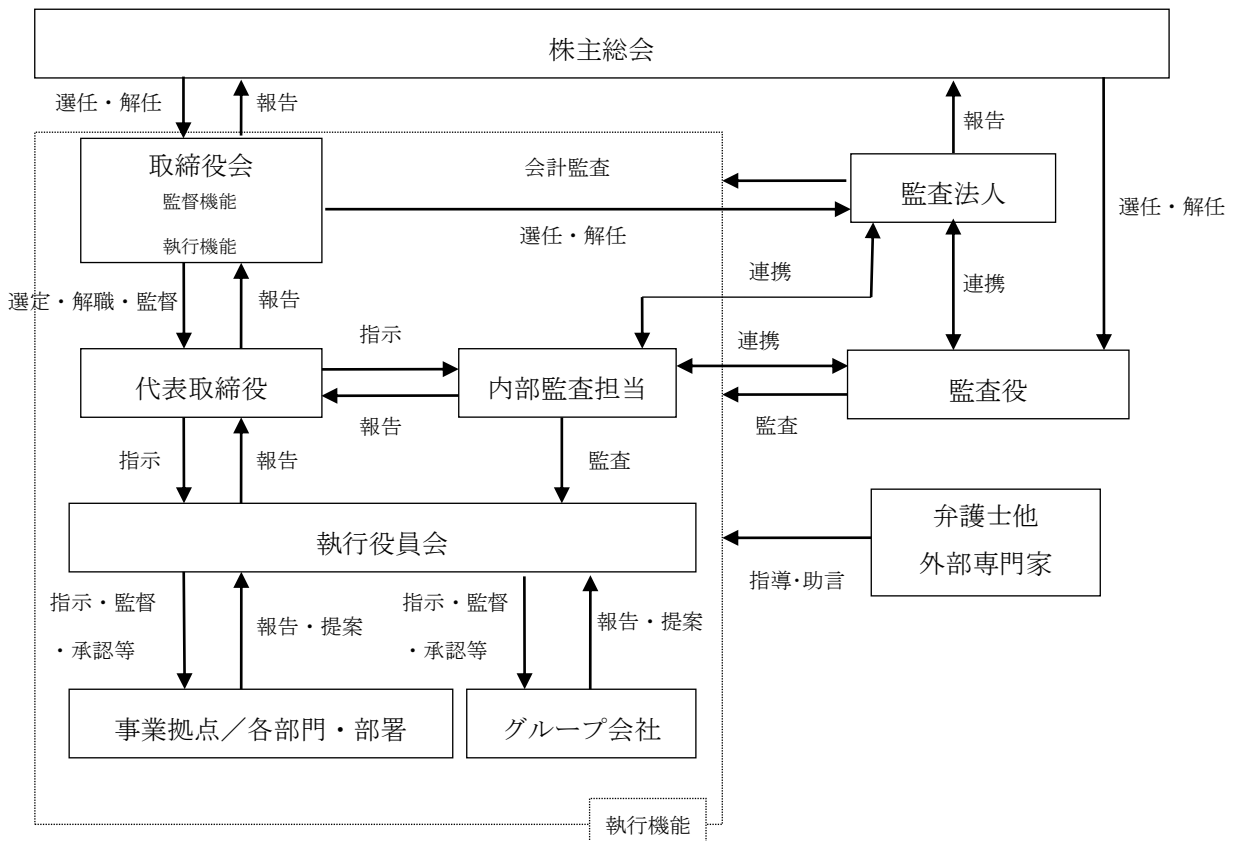 株主総会
選任・解任
報告
報告
取締役会
監督機能
執行機能
会計監査
監査法人
選任・解任
選任・解任
連携
連携
選定・解職・監督
報告
指示
連携
代表取締役
内部監査担当
監査役
報告
監査
指示
報告
監査
執行役員会
弁護士他
外部専門家
指導・助言
指示・監督
・承認等
報告・提案
指示・監督
・承認等
報告・提案
事業拠点／各部門・部署
グループ会社
執行機能